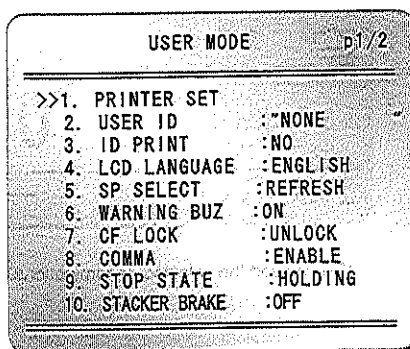 USER MODE p1/2
>>1. PRINTER SET
2. USER ID :"NONE "
3. ID PRINT :NO
4. LCD LANGUAGE :ENGLISH
5. SP SELECT :REFRESH
6. WARNING BUZ :ON
7. CF LOCK :UNLOCK
8. COMMA :ENABLE
9. STOP STATE :HOLDING
10. STACKER BRAKE :OFF